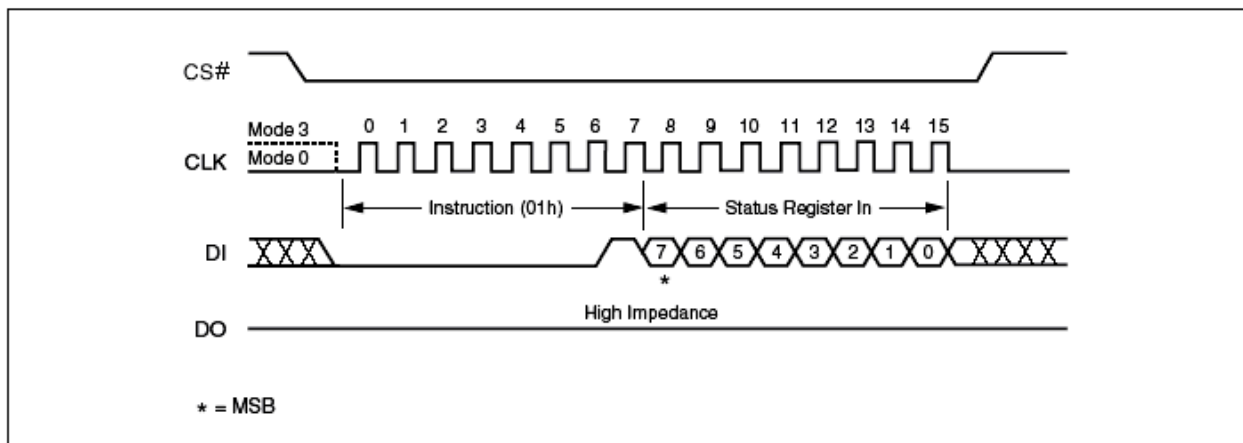 CS#
Mode 3
0 1 2 3 4 5 6 7 8 9 10 11 12 13 14 15
CLK
Mode 0
Instruction (01h)
Status Register In
DI
7 6 5 4 3 2 1 0
*
High Impedance
DO
* = MSB